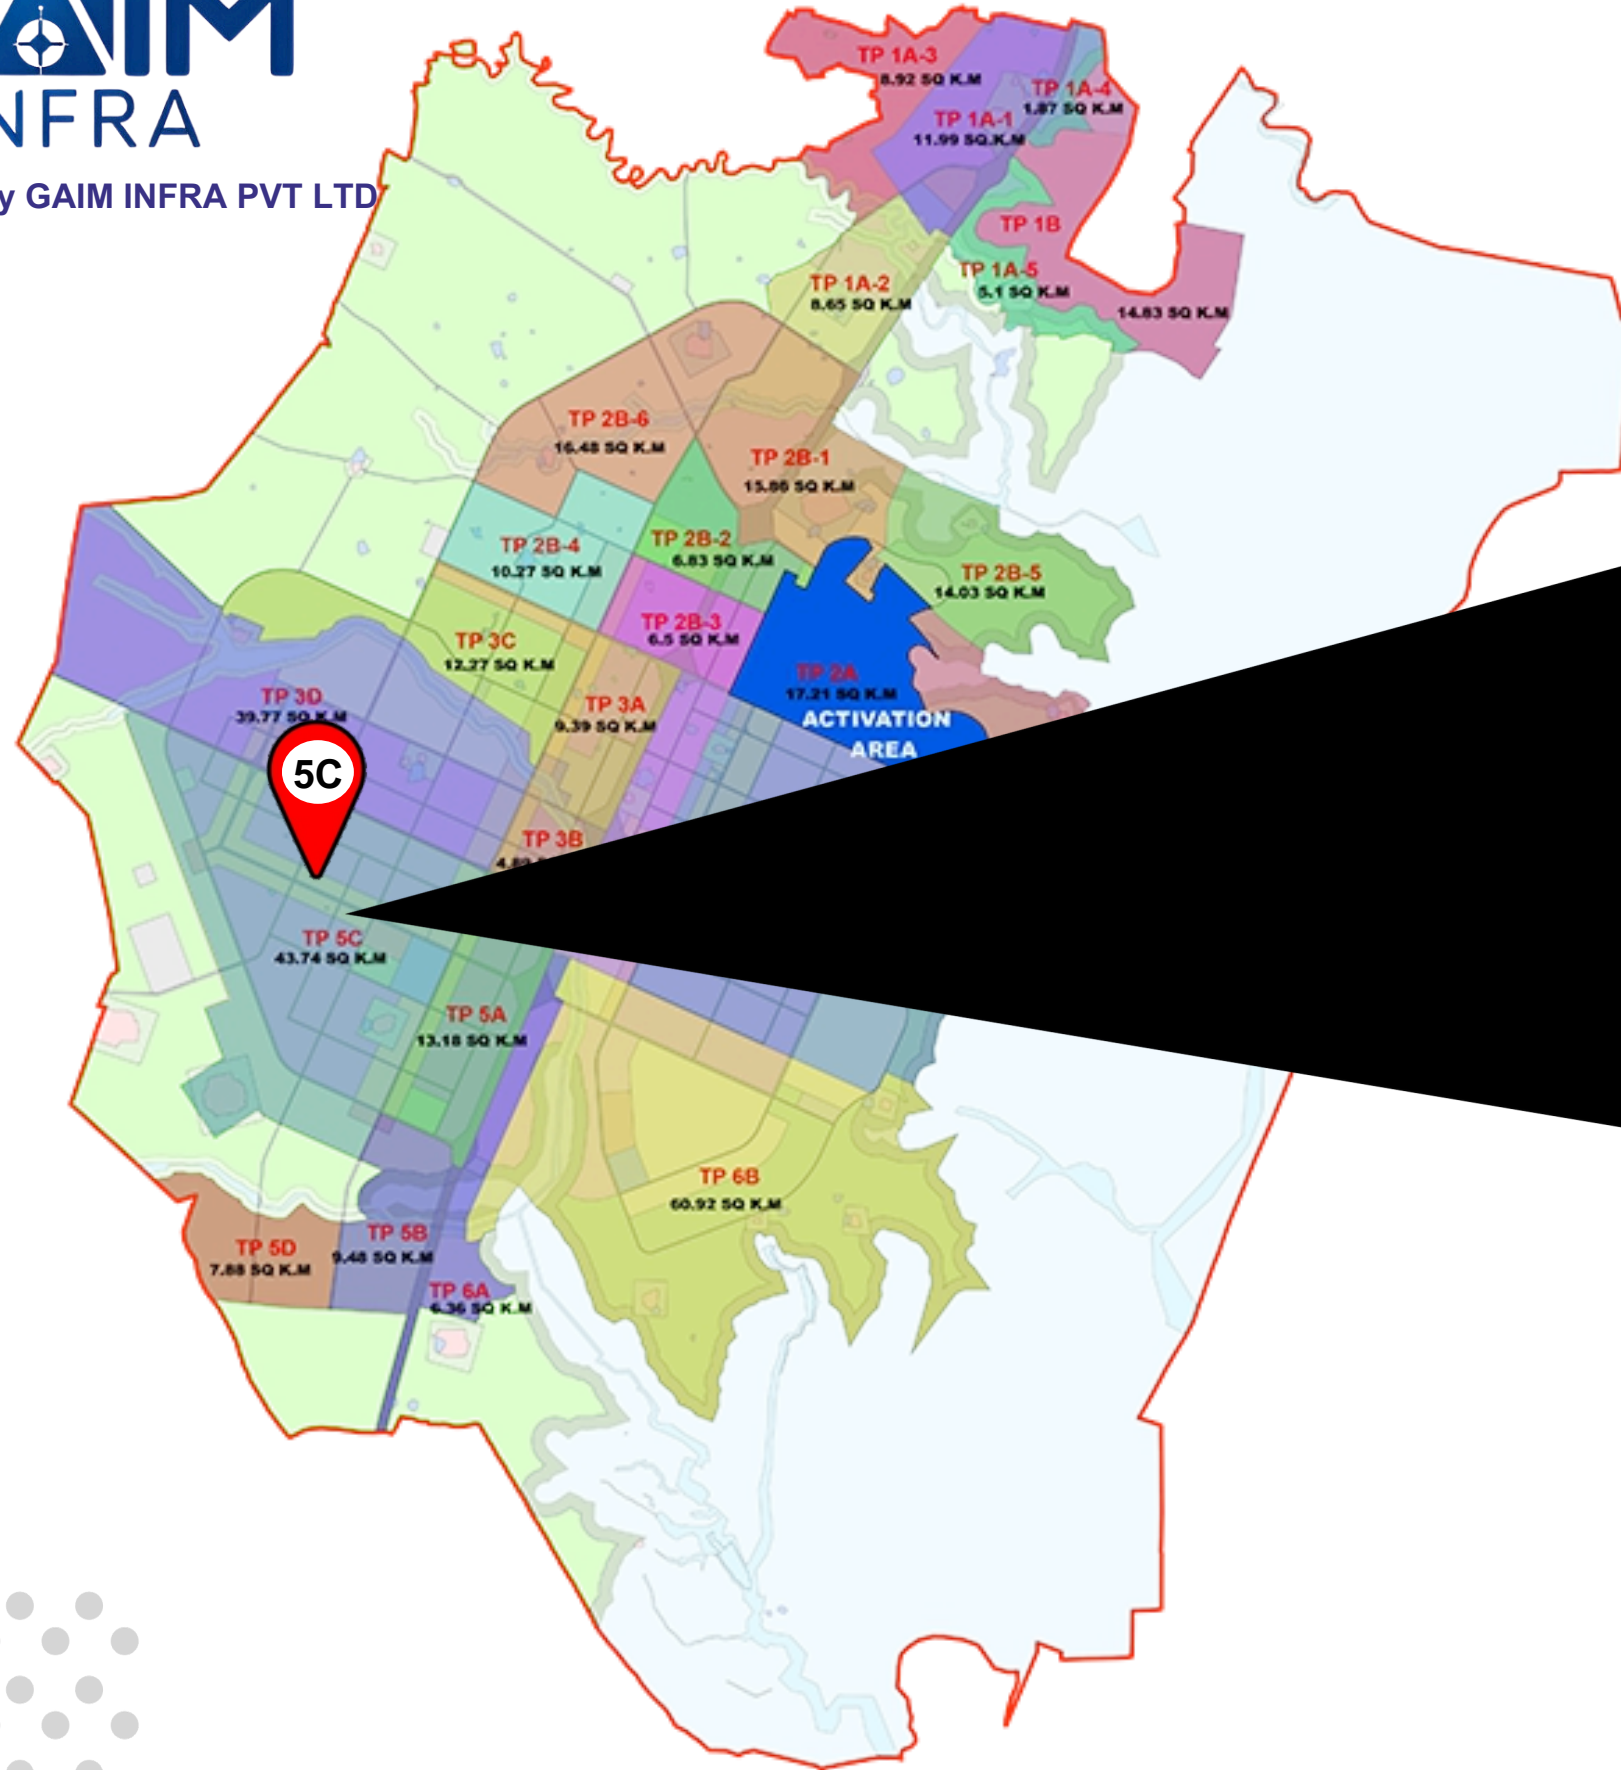 AIM
NFRA
y GAIM INFRA PVT LTD
TP 1A-3
8.92 SQ K.M
TP 1A-4
1.87 SQ K.M
TP 1A-1
11.99 SQ.K.M
TP 1B
TP 1A-5
5.1 SQ K.M
14.83 SQ K.M
TP 1A-2
8.65 SQ K.M
TP 2B-6
16.48 SQ K.M
TP 2B-1
15.86 SQ K.M
TP 2B-4
10.27 SQ K.M
TP 2B-2
6.83 SQ K.M
TP 2B-5
14.03 SQ K.M
TP 2B-3
6.5 SQ K.M
TP 3C
12.27 SQ K.M
TP 2A
17.21 SQ K.M
ACTIVATION
AREA
TP 3D
39.77 SQ K.M
TP 3A
9.39 SQ K.M
5C
TP 3B
TP 5C
43.74 SQ K.M
TP 5A
13.18 SQ K.M
TP 6B
60.92 SQ K.M
TP 5D
7.88 SQ K.M
TP 5B
9.48 SQ K.M
TP 6A
6.36 SQ K.M